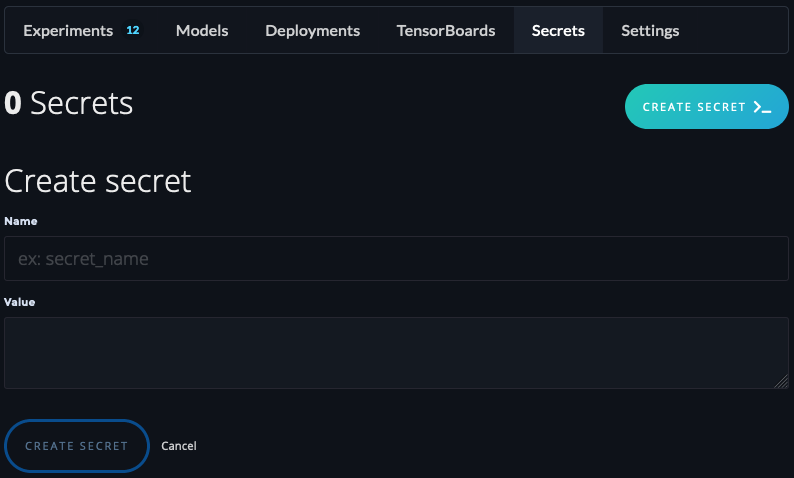 Experiments 12 Models Deployments TensorBoards Secrets Settings
0 Secrets
CREATE SECRET >_
Create secret
Name
ex: secret_name
Value
CREATE SECRET Cancel